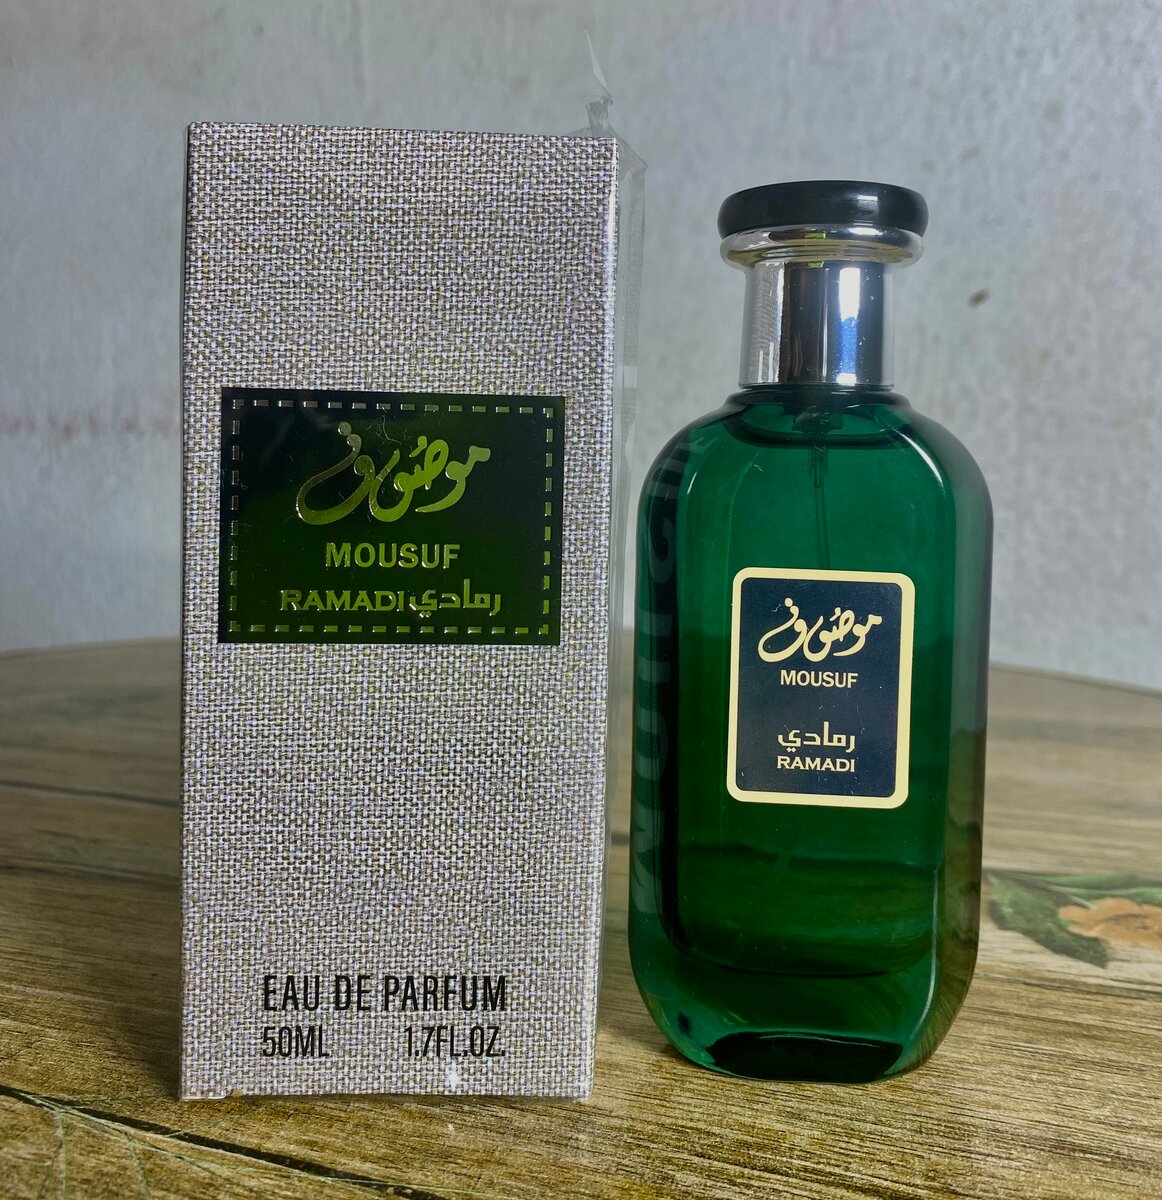 موصوف
MOUSUF
RAMADI رمادي
EAU DE PARFUM
50ML 1.7FL.OZ.
موصوف
MOUSUF
رمادي
RAMADI